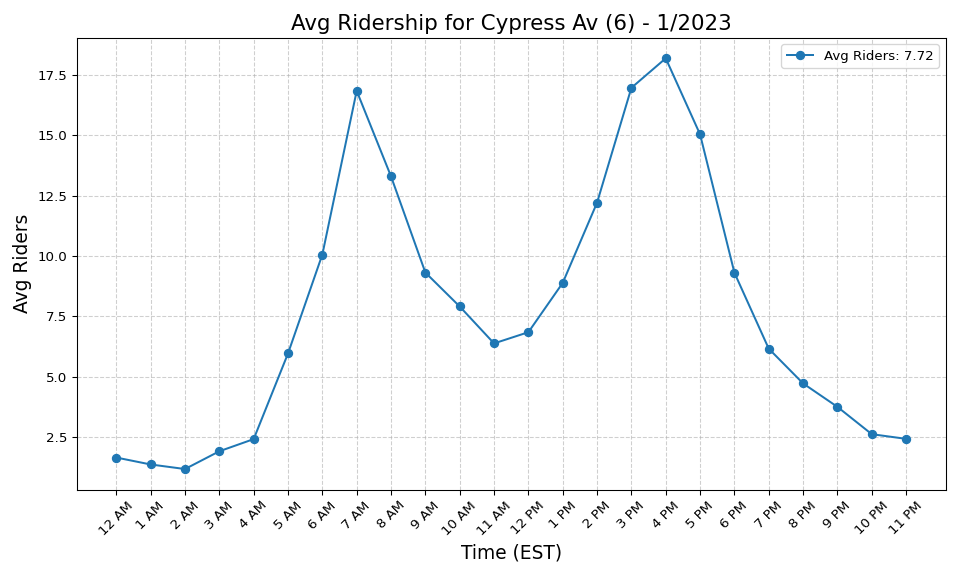 Avg Ridership for Cypress Av (6) - 1/2023
Avg Riders: 7.72
Avg Riders
17.5
15.0
12.5
10.0
7.5
5.0
2.5
12 AM
1 AM
2 AM
3 AM
4 AM
5 AM
6 AM
7 AM
8 AM
9 AM
10 AM
11 AM
12 PM
1 PM
2 PM
3 PM
4 PM
5 PM
6 PM
7 PM
8 PM
9 PM
10 PM
11 PM
Time (EST)